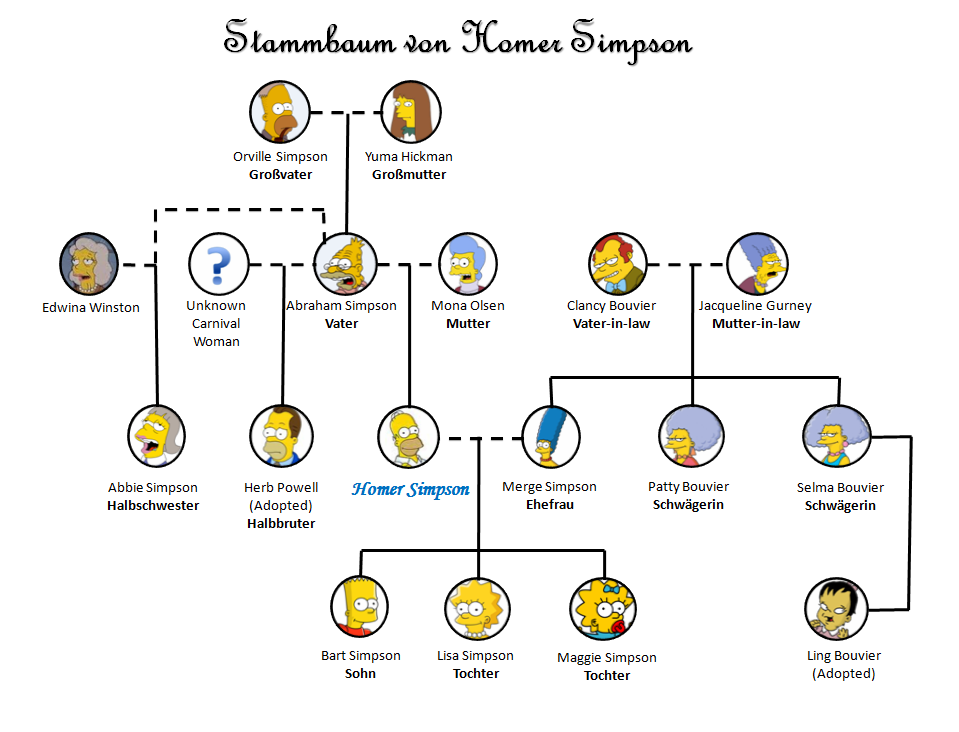 Stammbaum von Homer Simpson
Orville Simpson
Großvater
Yuma Hickman
Großmutter
Edwina Winston
?
Unknown
Carnival
Woman
Abraham Simpson
Vater
Mona Olsen
Mutter
Clancy Bouvier
Vater-in-law
Jacqueline Gurney
Mutter-in-law
Abbie Simpson
Halbschwester
Herb Powell
(Adopted)
Halbbruter
Homer Simpson
Merge Simpson
Ehefrau
Patty Bouvier
Schwägerin
Selma Bouvier
Schwägerin
Bart Simpson
Sohn
Lisa Simpson
Tochter
Maggie Simpson
Tochter
Ling Bouvier
(Adopted)